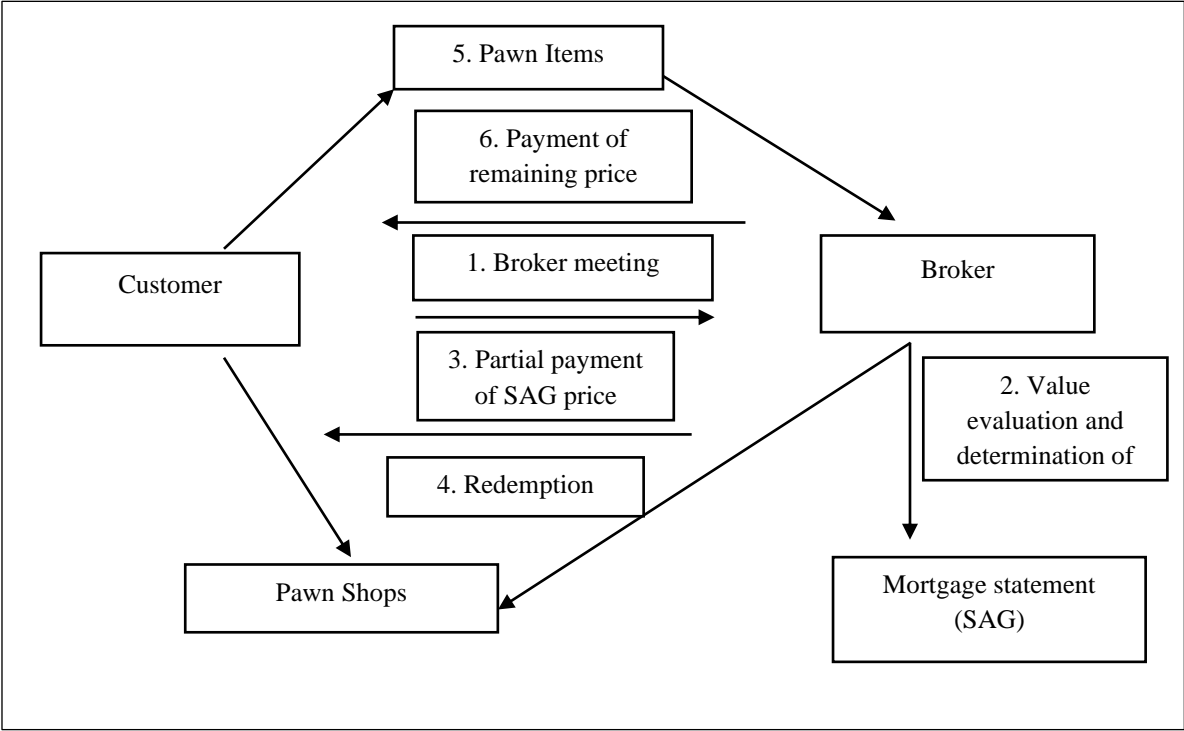 5. Pawn Items
6. Payment of
remaining price
1. Broker meeting
Customer
Broker
3. Partial payment
of SAG price
2. Value
evaluation and
determination of
4. Redemption
Pawn Shops
Mortgage statement
(SAG)